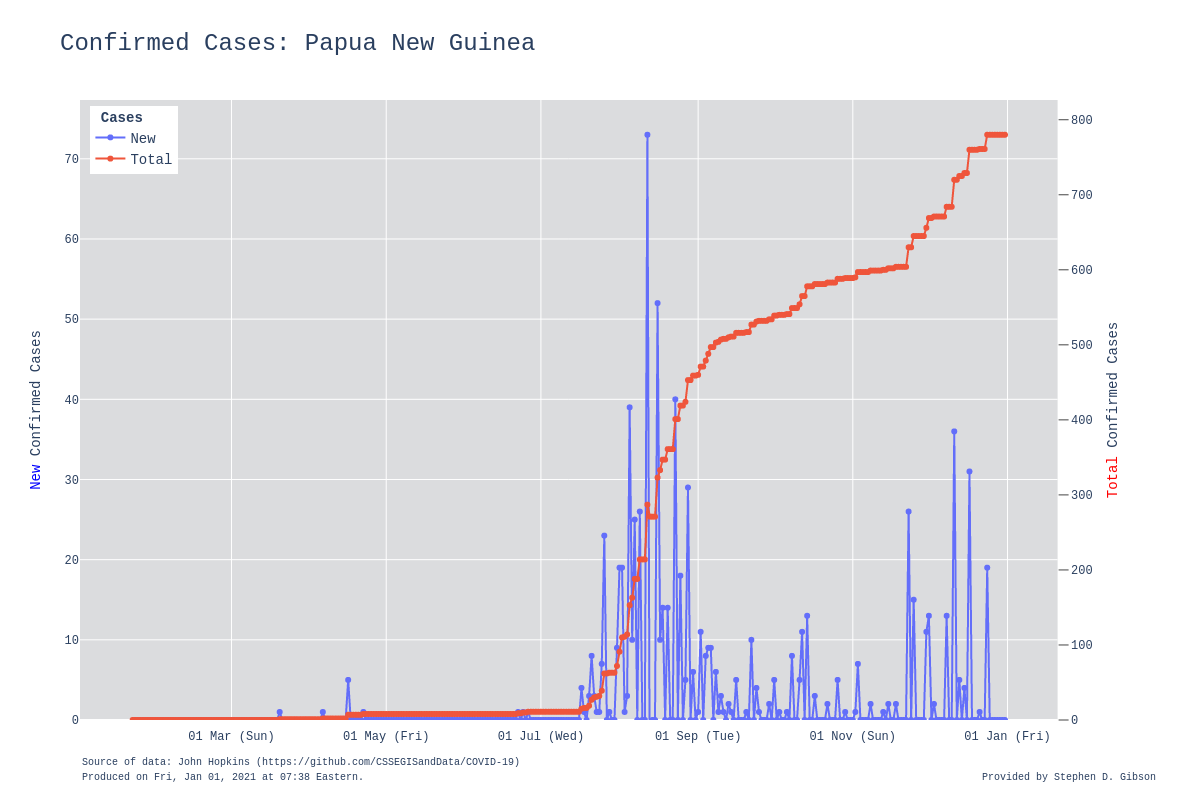 Confirmed Cases: Papua New Guinea
Cases
New
Total
70
60
50
40
30
20
10
0
800
700
600
500
400
300
200
100
0
New Confirmed Cases
Total Confirmed Cases
01 Mar (Sun)
01 May (Fri)
01 Jul (Wed)
01 Sep (Tue)
01 Nov (Sun)
01 Jan (Fri)
Source of data: John Hopkins (https://github.com/CSSEGISandData/COVID-19)
Produced on Fri, Jan 01, 2021 at 07:38 Eastern.
Provided by Stephen D. Gibson